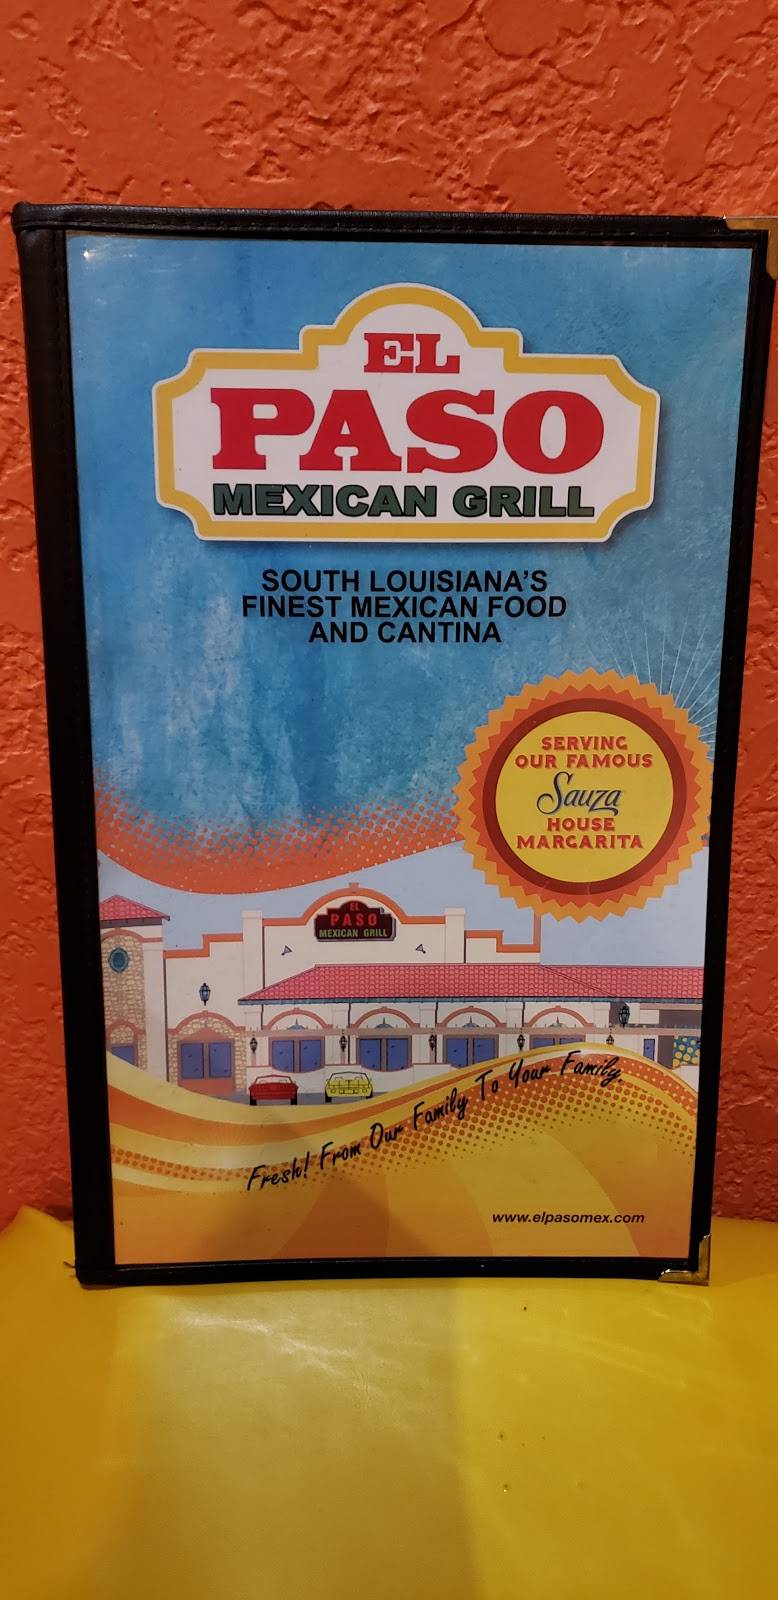 EL
PASO
MEXICAN GRILL
SOUTH LOUISIANA'S
FINEST MEXICAN FOOD
AND CANTINA
SERVING
OUR FAMOUS
Sauza
HOUSE
MARGARITA
EL
PASO
MEXICAN GRILL
Fresh! From Our Family To Your Family.
www.elpasomex.com